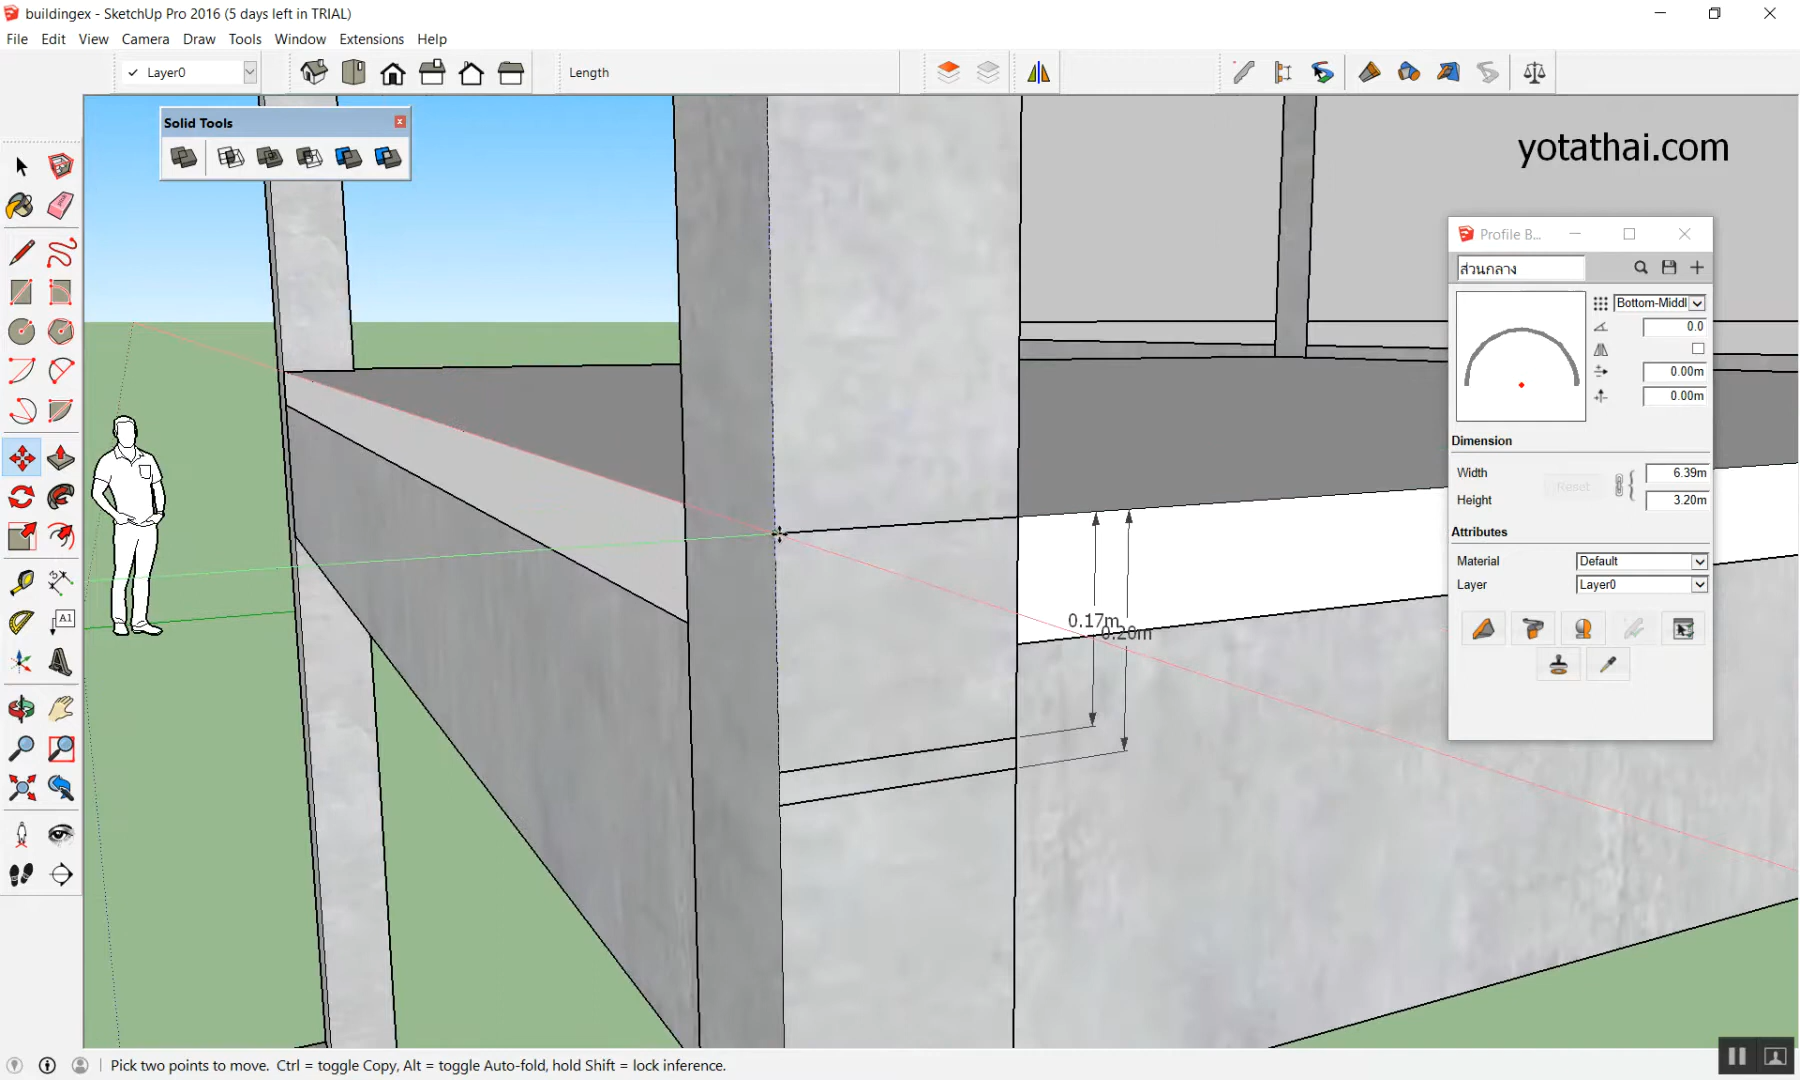 buildingex - SketchUp Pro 2016 (5 days left in TRIAL)
File Edit View Camera Draw Tools Window Extensions Help
Layer0
Length
Solid Tools
yotathai.com
Profile B...
ส่วนกลาง
Bottom-Middl
0.0
0.00m
0.00m
Dimension
Width 6.39m
Reset
Height 3.20m
Attributes
Material Default
Layer Layer0
0.17m
0.20m
A1
Pick two points to move. Ctrl = toggle Copy, Alt = toggle Auto-fold, hold Shift = lock inference.